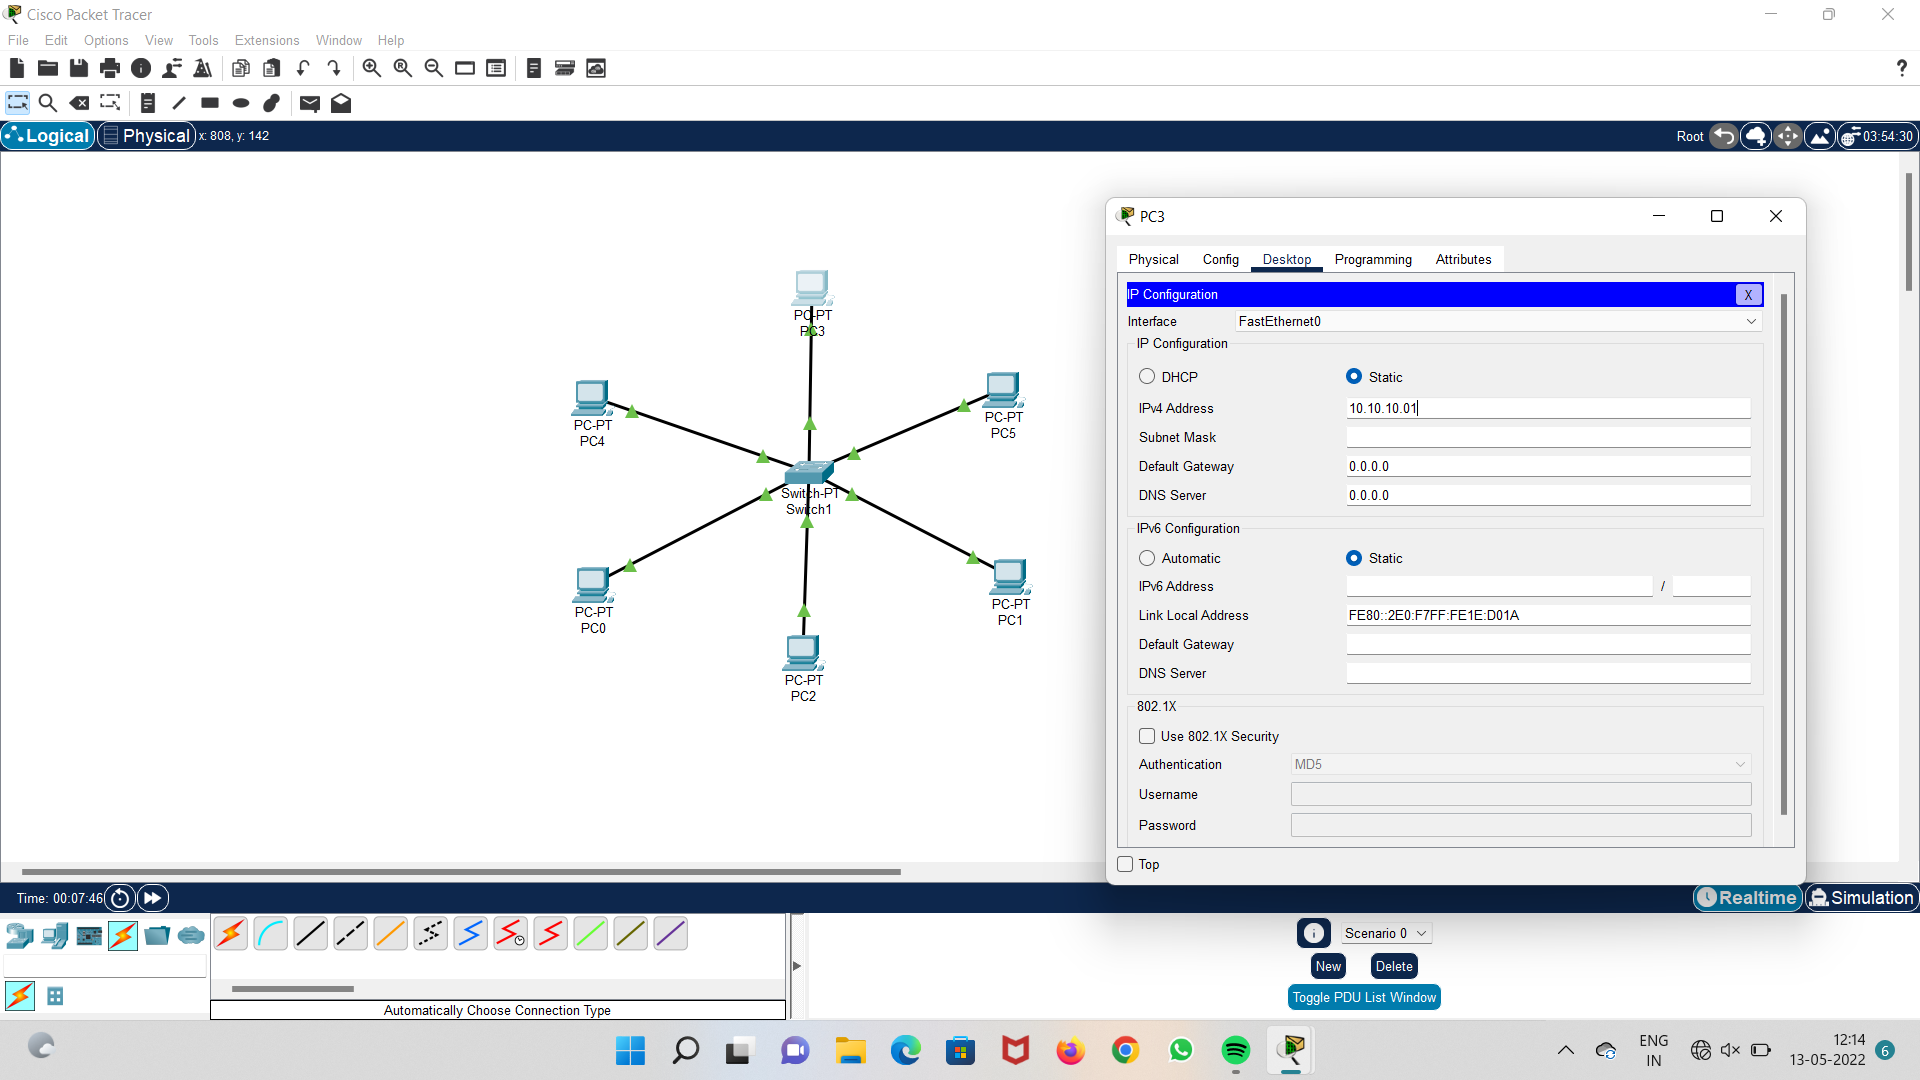 Cisco Packet Tracer
File Edit Options View Tools Extensions Window Help
Logical Physical x: 808, y: 142 Root 03:54:30
PC-PT
PC3
PC-PT
PC4
PC-PT
PC5
Switch-PT
Switch1
PC-PT
PC0
PC-PT
PC1
PC-PT
PC2
PC3
Physical Config Desktop Programming Attributes
IP Configuration X
Interface FastEthernet0
IP Configuration
DHCP Static
IPv4 Address 10.10.10.01
Subnet Mask
Default Gateway 0.0.0.0
DNS Server 0.0.0.0
IPv6 Configuration
Automatic Static
IPv6 Address /
Link Local Address FE80::2E0:F7FF:FE1E:D01A
Default Gateway
DNS Server
802.1X
Use 802.1X Security
Authentication MD5
Username
Password
Top
Time: 00:07:46 Realtime Simulation
Scenario 0
New Delete
Toggle PDU List Window
Automatically Choose Connection Type
ENG
IN
12:14
13-05-2022
6